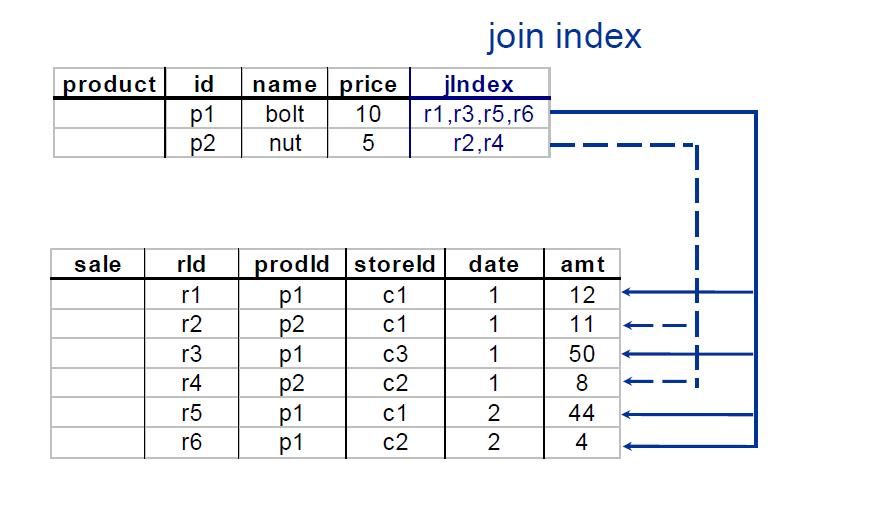 join index
product id name price jIndex
p1 bolt 10 r1,r3,r5,r6
p2 nut 5 r2,r4
sale rId prodId storeId date amt
r1 p1 c1 1 12
r2 p2 c1 1 11
r3 p1 c3 1 50
r4 p2 c2 1 8
r5 p1 c1 2 44
r6 p1 c2 2 4